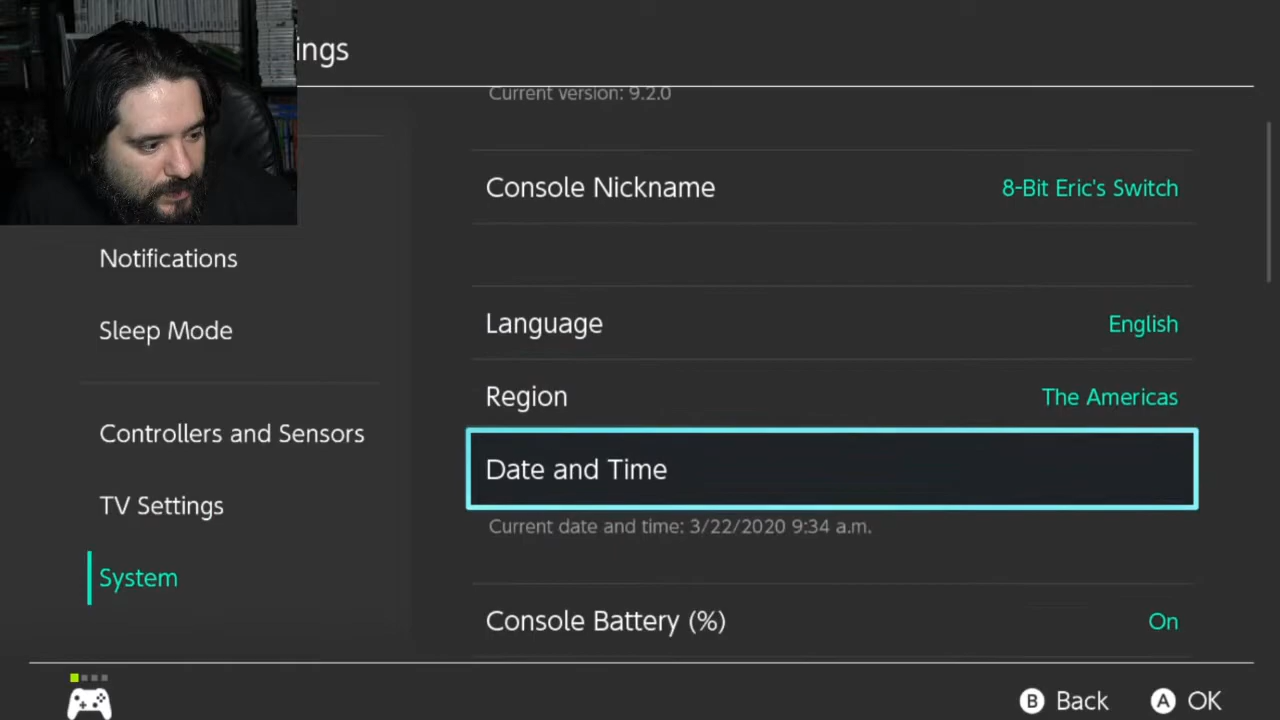 ings
Current version: 9.2.0
Console Nickname 8-Bit Eric's Switch
Notifications
Language English
Sleep Mode
Region The Americas
Controllers and Sensors
Date and Time
TV Settings
Current date and time: 3/22/2020 9:34 a.m.
System
Console Battery (%) On
B Back A OK